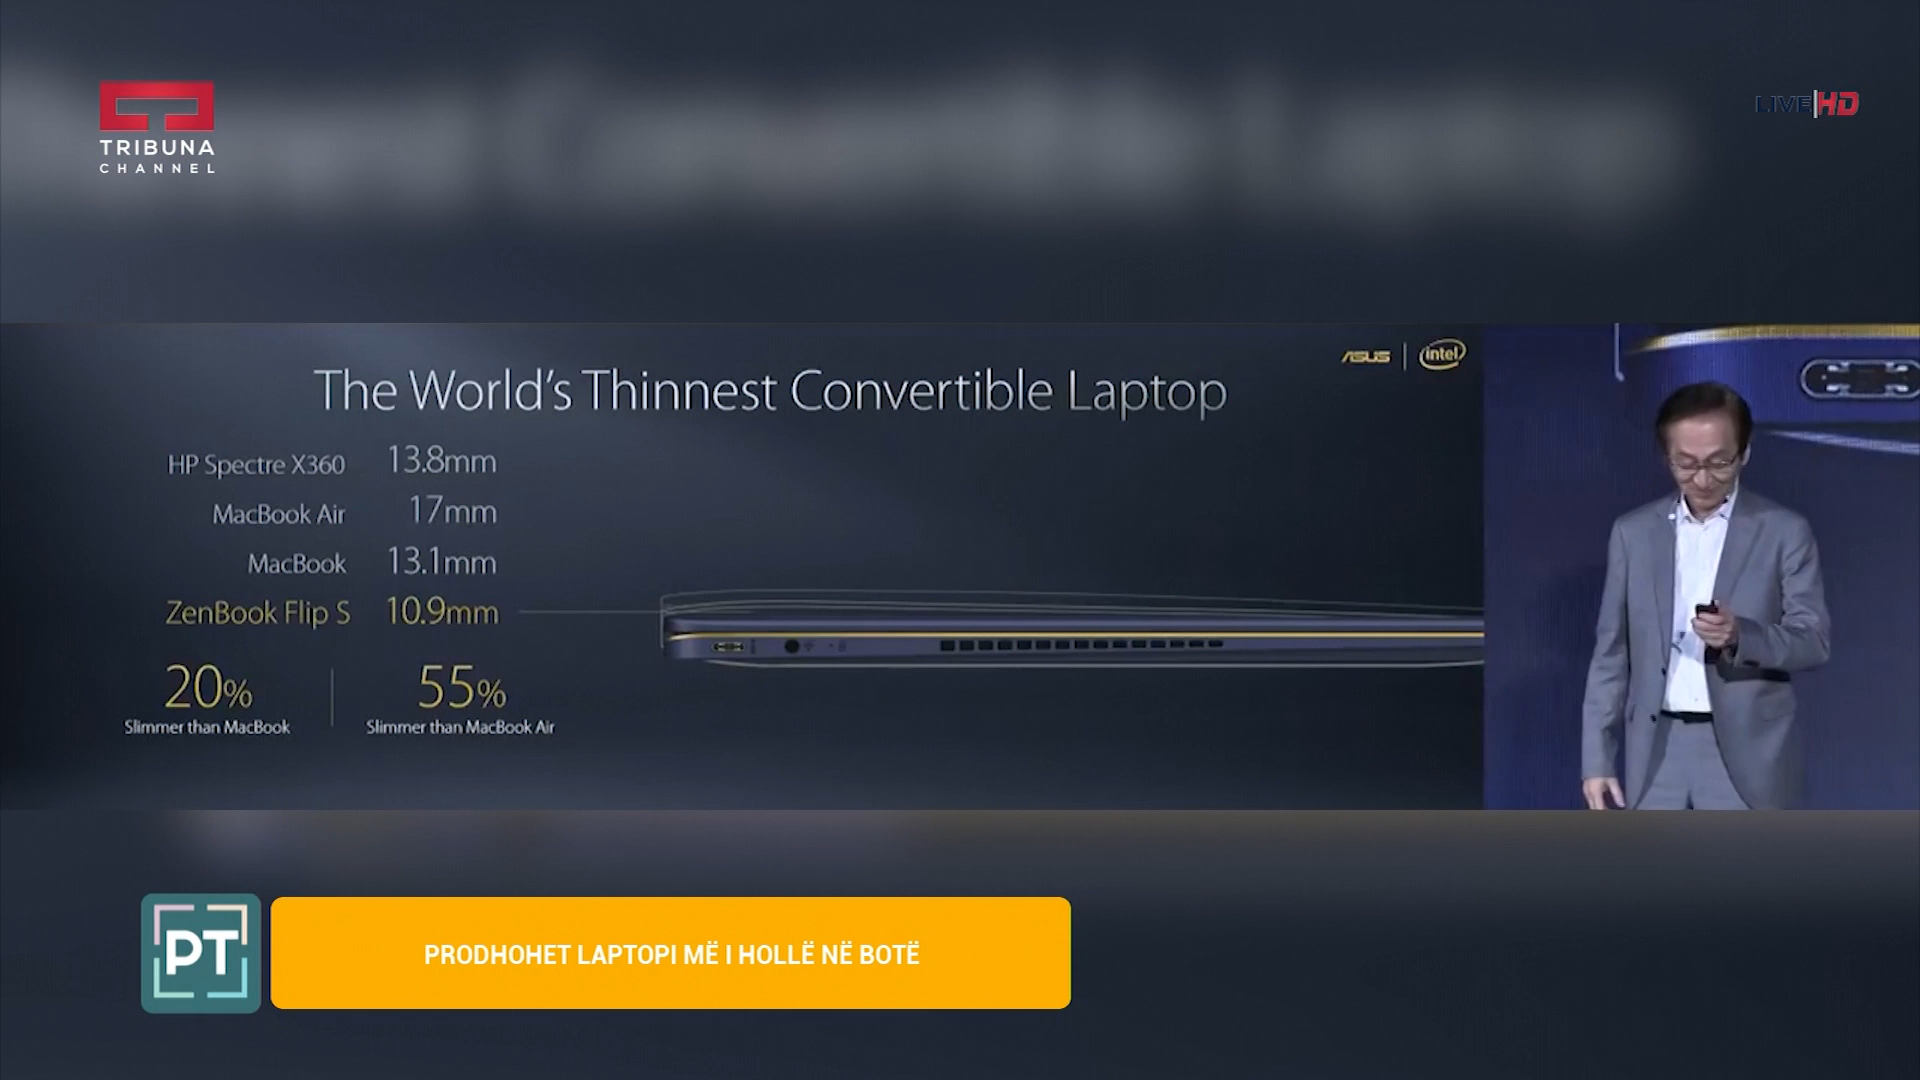 TRIBUNA
CHANNEL
LIVE|HD
ASUS | intel
The World's Thinnest Convertible Laptop
HP Spectre X360 13.8mm
MacBook Air 17mm
MacBook 13.1mm
ZenBook Flip S 10.9mm
20%
Slimmer than MacBook
55%
Slimmer than MacBook Air
PT
PRODHOHET LAPTOPI MË I HOLLË NË BOTË